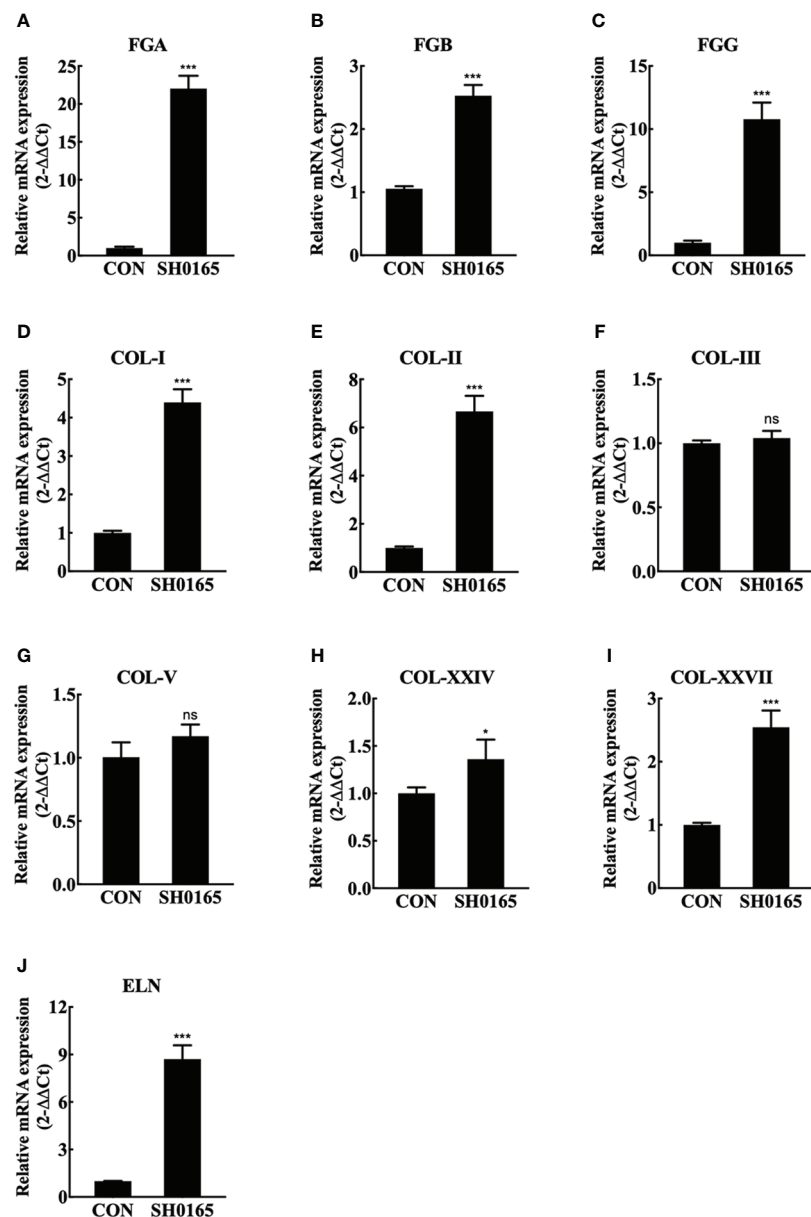 A
FGA
Relative mRNA expression
(2-ΔΔCt)
25
20
15
10
5
0
***
CON SH0165
B
FGB
Relative mRNA expression
(2-ΔΔCt)
3
2
1
0
***
CON SH0165
C
FGG
Relative mRNA expression
(2-ΔΔCt)
15
10
5
0
***
CON SH0165
D
COL-I
Relative mRNA expression
(2-ΔΔCt)
5
4
3
2
1
0
***
CON SH0165
E
COL-II
Relative mRNA expression
(2-ΔΔCt)
8
6
4
2
0
***
CON SH0165
F
COL-III
Relative mRNA expression
(2-ΔΔCt)
1.5
1.0
0.5
0.0
ns
CON SH0165
G
COL-V
Relative mRNA expression
(2-ΔΔCt)
1.5
1.0
0.5
0.0
ns
CON SH0165
H
COL-XXIV
Relative mRNA expression
(2-ΔΔCt)
2.0
1.5
1.0
0.5
0.0
*
CON SH0165
I
COL-XXVII
Relative mRNA expression
(2-ΔΔCt)
3
2
1
0
***
CON SH0165
J
ELN
Relative mRNA expression
(2-ΔΔCt)
12
9
6
3
0
***
CON SH0165